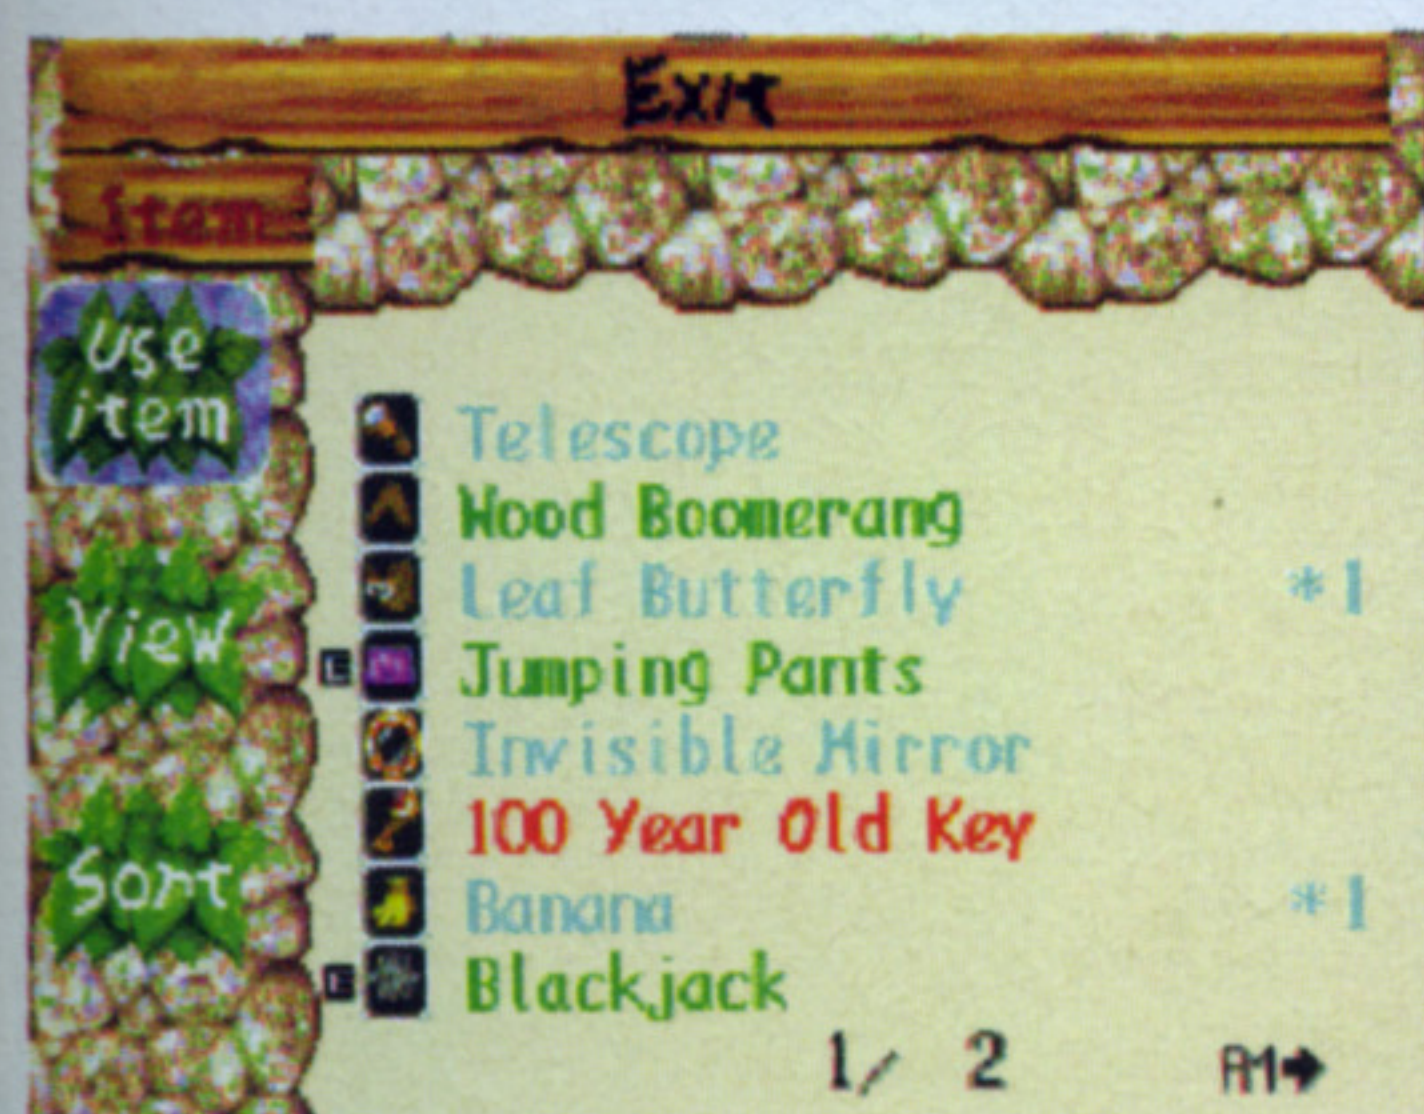 Exit
item
Use
item
Telescope
Wood Boomerang
Leaf Butterfly *1
View
E Jumping Pants
Invisible Mirror
100 Year Old Key
Sort
Banana *1
E Blackjack
1/ 2